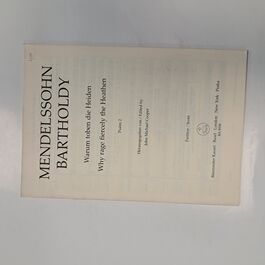 MENDELSSOHN
BARTHOLDY
Warum toben die Heiden
Why rage fiercely the Heathen
Psalm 2
Herausgegeben von / Edited by
John Michael Cooper
Partitur / Score
Bärenreiter Kassel · Basel · London · New York · Praha